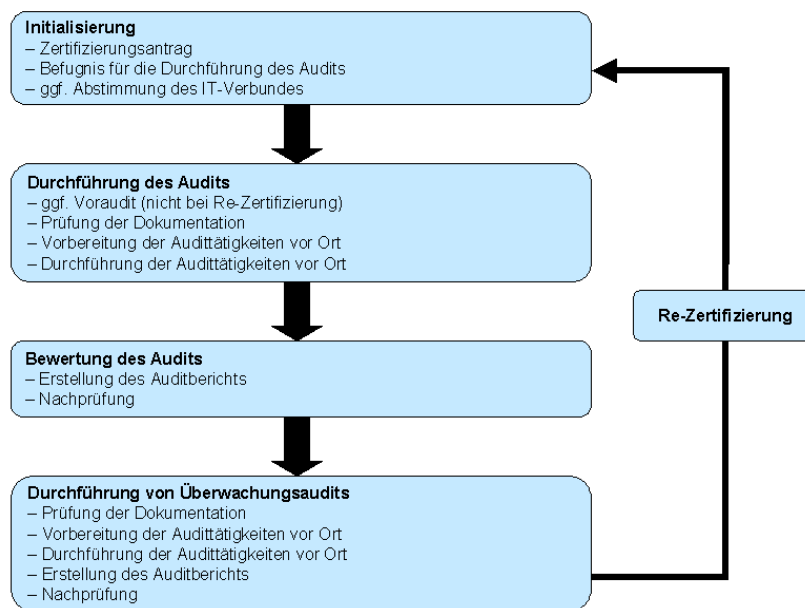 Initialisierung
– Zertifizierungsantrag
– Befugnis für die Durchführung des Audits
– ggf. Abstimmung des IT-Verbundes
Durchführung des Audits
– ggf. Voraudit (nicht bei Re-Zertifizierung)
– Prüfung der Dokumentation
– Vorbereitung der Audittätigkeiten vor Ort
– Durchführung der Audittätigkeiten vor Ort
Re-Zertifizierung
Bewertung des Audits
– Erstellung des Auditberichts
– Nachprüfung
Durchführung von Überwachungsaudits
– Prüfung der Dokumentation
– Vorbereitung der Audittätigkeiten vor Ort
– Durchführung der Audittätigkeiten vor Ort
– Erstellung des Auditberichts
– Nachprüfung